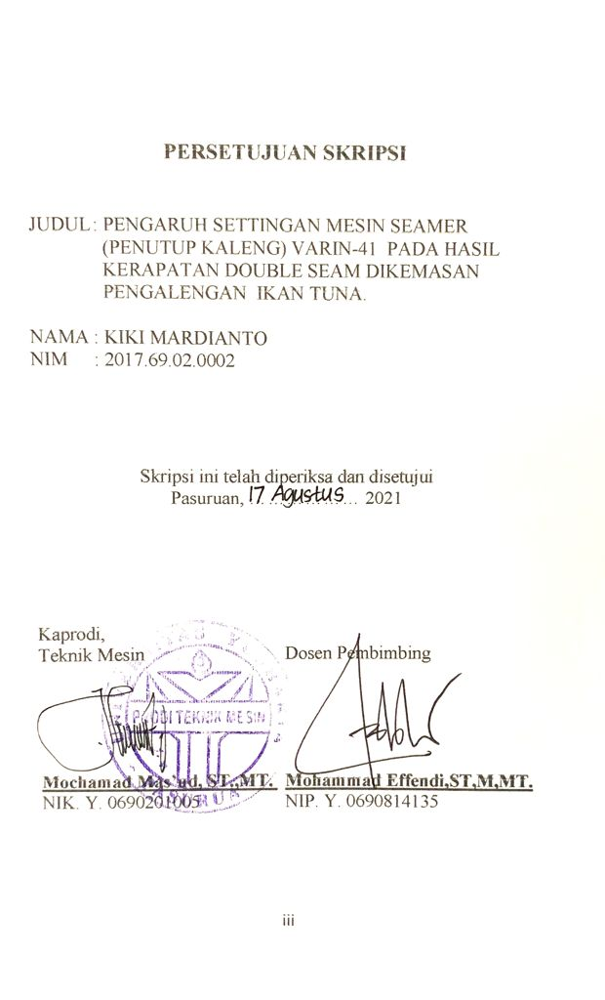 PERSETUJUAN SKRIPSI
JUDUL : PENGARUH SETTINGAN MESIN SEAMER
(PENUTUP KALENG) VARIN-41 PADA HASIL
KERAPATAN DOUBLE SEAM DIKEMASAN
PENGALENGAN IKAN TUNA.
NAMA : KIKI MARDIANTO
NIM : 2017.69.02.0002
Skripsi ini telah diperiksa dan disetujui
Pasuruan, 17 Agustus 2021
Kaprodi,
Teknik Mesin
Dosen Pembimbing
PRODI TEKNIK MESIN
Mochamad Mas'ud, ST.,MT.
Mohammad Effendi,ST,M,MT.
NIK. Y. 0690201005
NIP. Y. 0690814135
iii